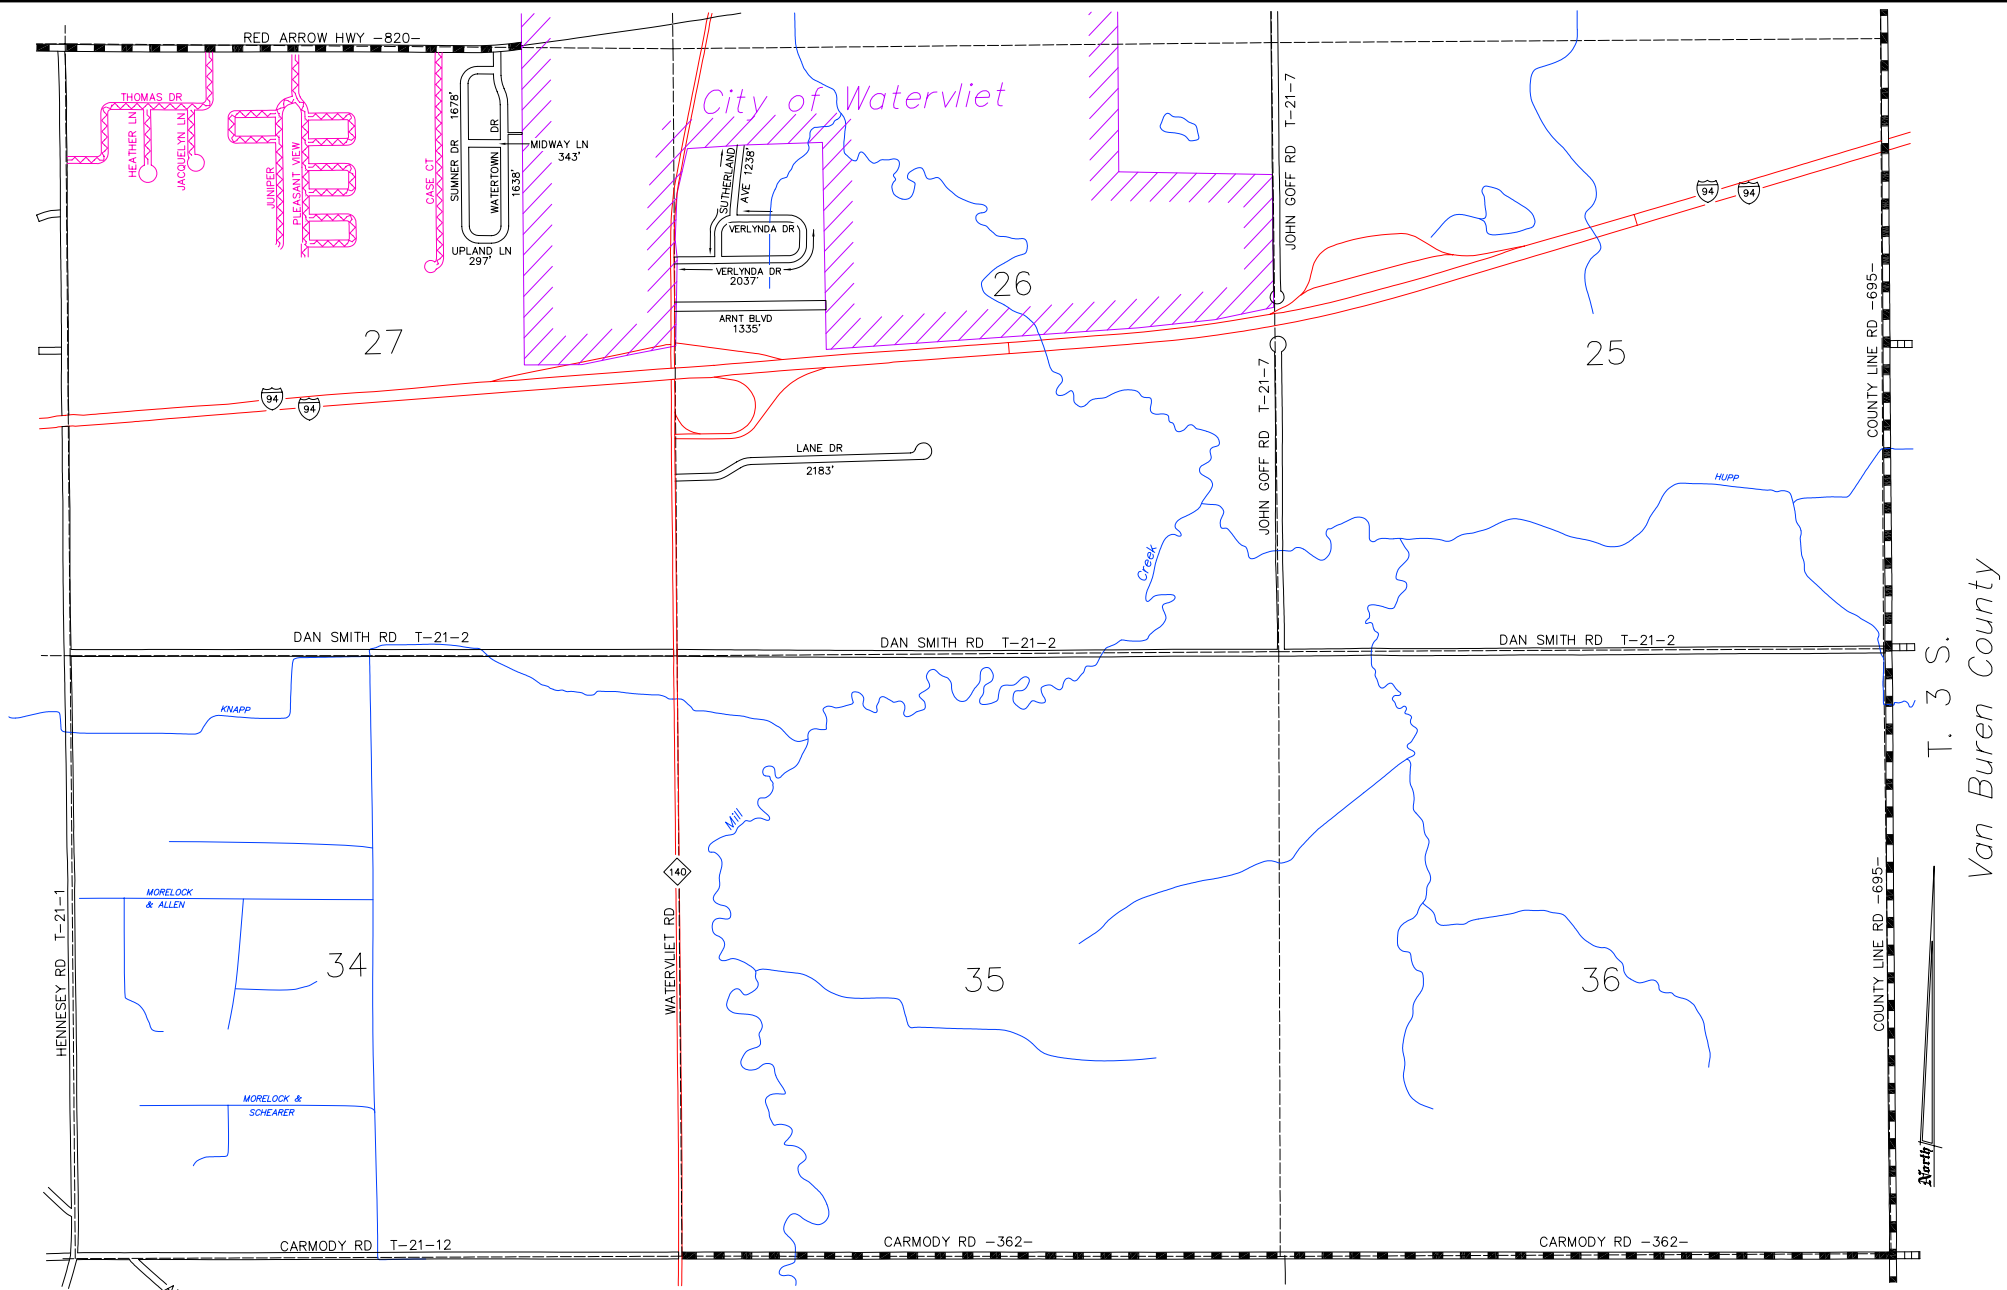 RED ARROW HWY -820-
City of Watervliet
THOMAS DR
HEATHER LN
JACQUELYN LN
JUNIPER
PLEASANT VIEW
CASE CT
SUMNER DR 1678'
WATERTOWN DR
1638'
MIDWAY LN
343'
UPLAND LN
297'
SUTHERLAND
AVE 1238'
VERLYNDA DR
VERLYNDA DR
2037'
ARNT BLVD
1335'
JOHN GOFF RD T-21-7
94
94
COUNTY LINE RD -695-
26
27
25
94
94
JOHN GOFF RD T-21-7
LANE DR
2183'
HUPP
Creek
DAN SMITH RD T-21-2
DAN SMITH RD T-21-2
DAN SMITH RD T-21-2
T. 3 S.
Van Buren County
KNAPP
Mill
140
MORELOCK
& ALLEN
HENNESEY RD T-21-1
WATERVLIET RD
COUNTY LINE RD -695-
34
35
36
MORELOCK &
SCHEARER
North
CARMODY RD T-21-12
CARMODY RD -362-
CARMODY RD -362-